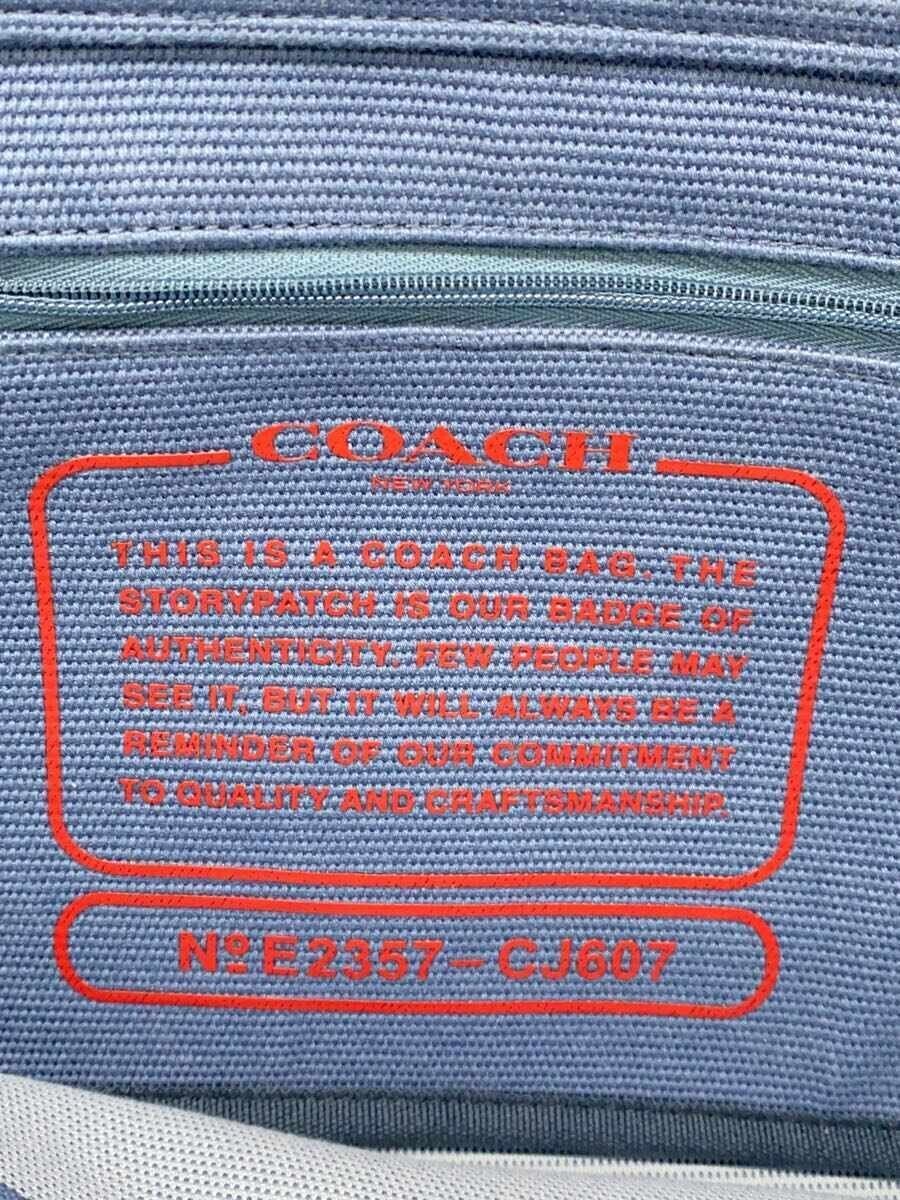 COACH
NEW YORK
THIS IS A COACH BAG. THE
STORYPATCH IS OUR BADGE OF
AUTHENTICITY. FEW PEOPLE MAY
SEE IT, BUT IT WILL ALWAYS BE A
REMINDER OF OUR COMMITMENT
TO QUALITY AND CRAFTSMANSHIP.
Nº E2357-CJ607